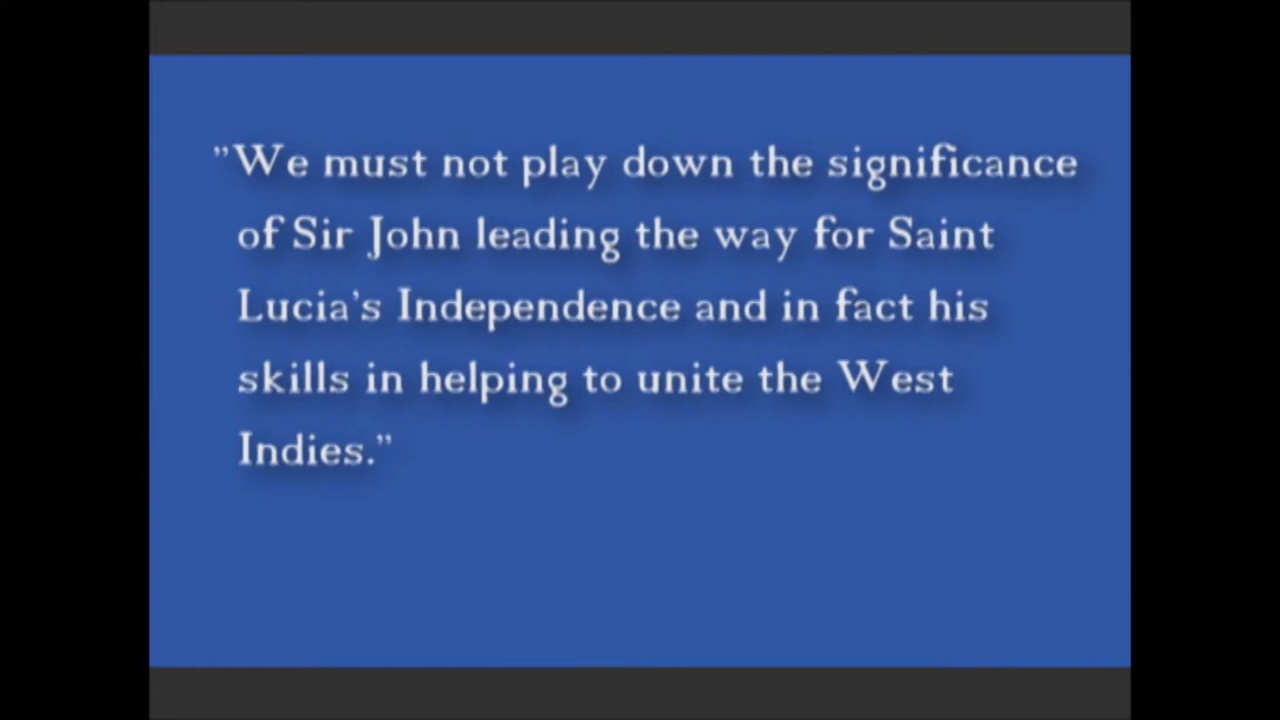 ”We must not play down the significance
of Sir John leading the way for Saint
Lucia’s Independence and in fact his
skills in helping to unite the West
Indies.”